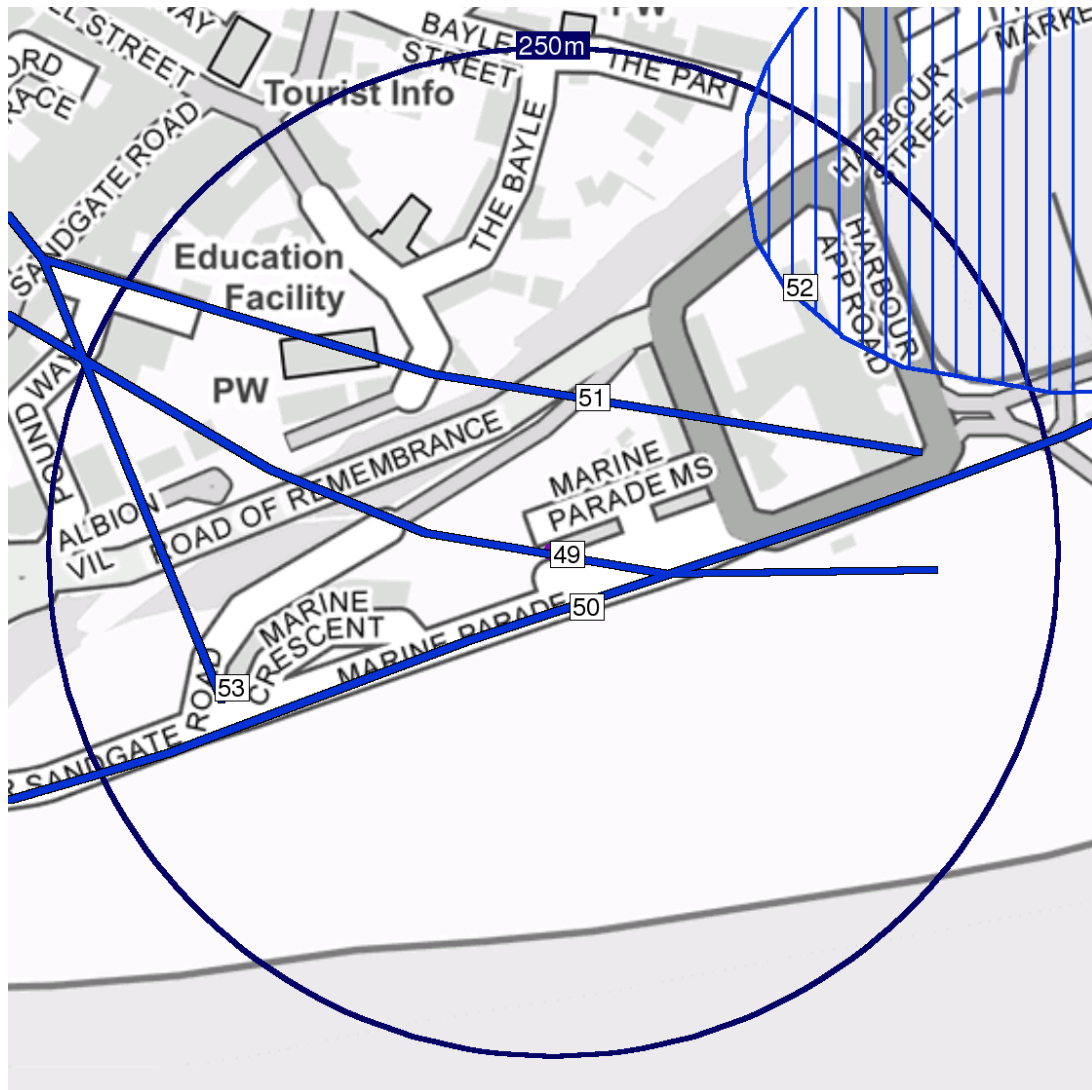 BAYLE
STREET
250m
THE PAR
MARKE
STREET
ORD
RACE
Tourist Info
HARBOUR
STREET
SANDGATE ROAD
THE BAYLE
Education
Facility
HARBOUR
APP ROAD
52
51
PW
POUND WAY
ROAD OF REMEMBRANCE
MARINE
PARADE MS
ALBION
VIL
49
50
MARINE
CRESCENT
MARINE PARADE
53
R SANDGATE ROAD